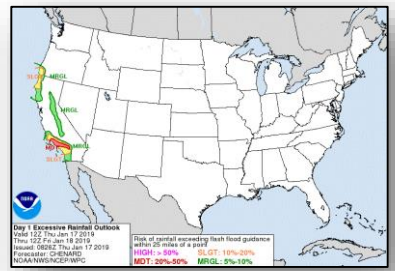 SLGT
MRGL
MRGL
MRGL
SLGT
NOAA
Day 1 Excessive Rainfall Outlook
Valid 12Z Thu Jan 17 2019
Thru 12Z Fri Jan 18 2019
Issued: 0826Z Thu Jan 17 2019
Forecaster: CHENARD
NOAA/NWS/NCEP/WPC
Risk of rainfall exceeding flash flood guidance
within 25 miles of a point
HIGH: > 50% SLGT: 10%-20%
MDT: 20%-50% MRGL: 5%-10%